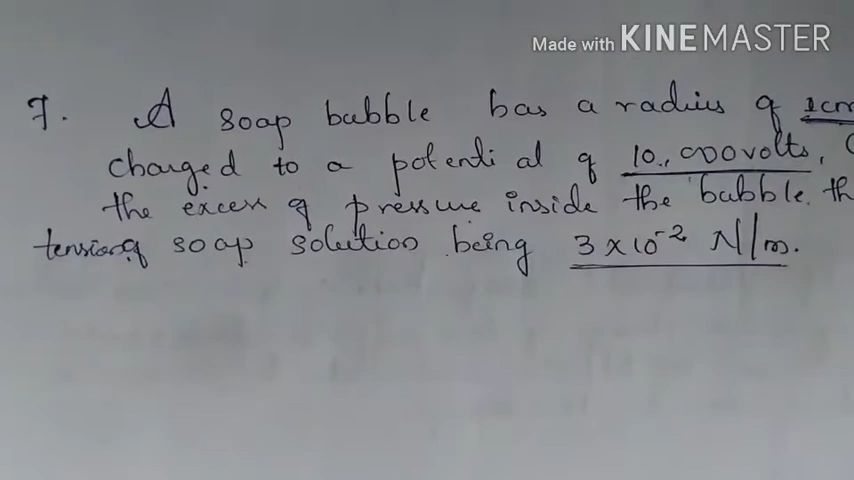 Made with KINEMASTER
7. A soap bubble has a radius of 1cm
charged to a potential of 10,000 volts,
the excess of pressure inside the bubble. th
tension of soap solution being 3 x 10⁻² N/m.